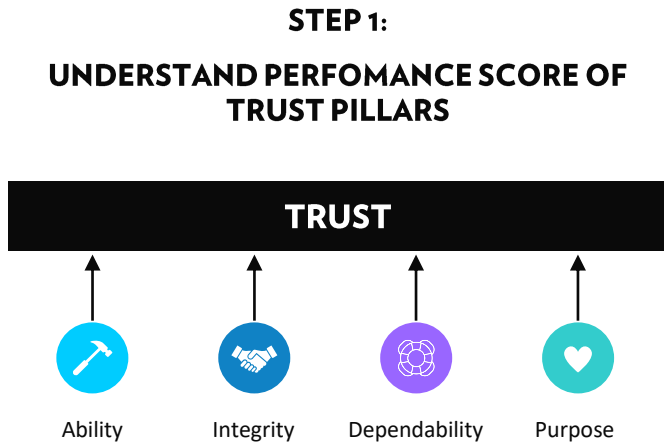 STEP 1:
UNDERSTAND PERFOMANCE SCORE OF
TRUST PILLARS
TRUST
Ability
Integrity
Dependability
Purpose